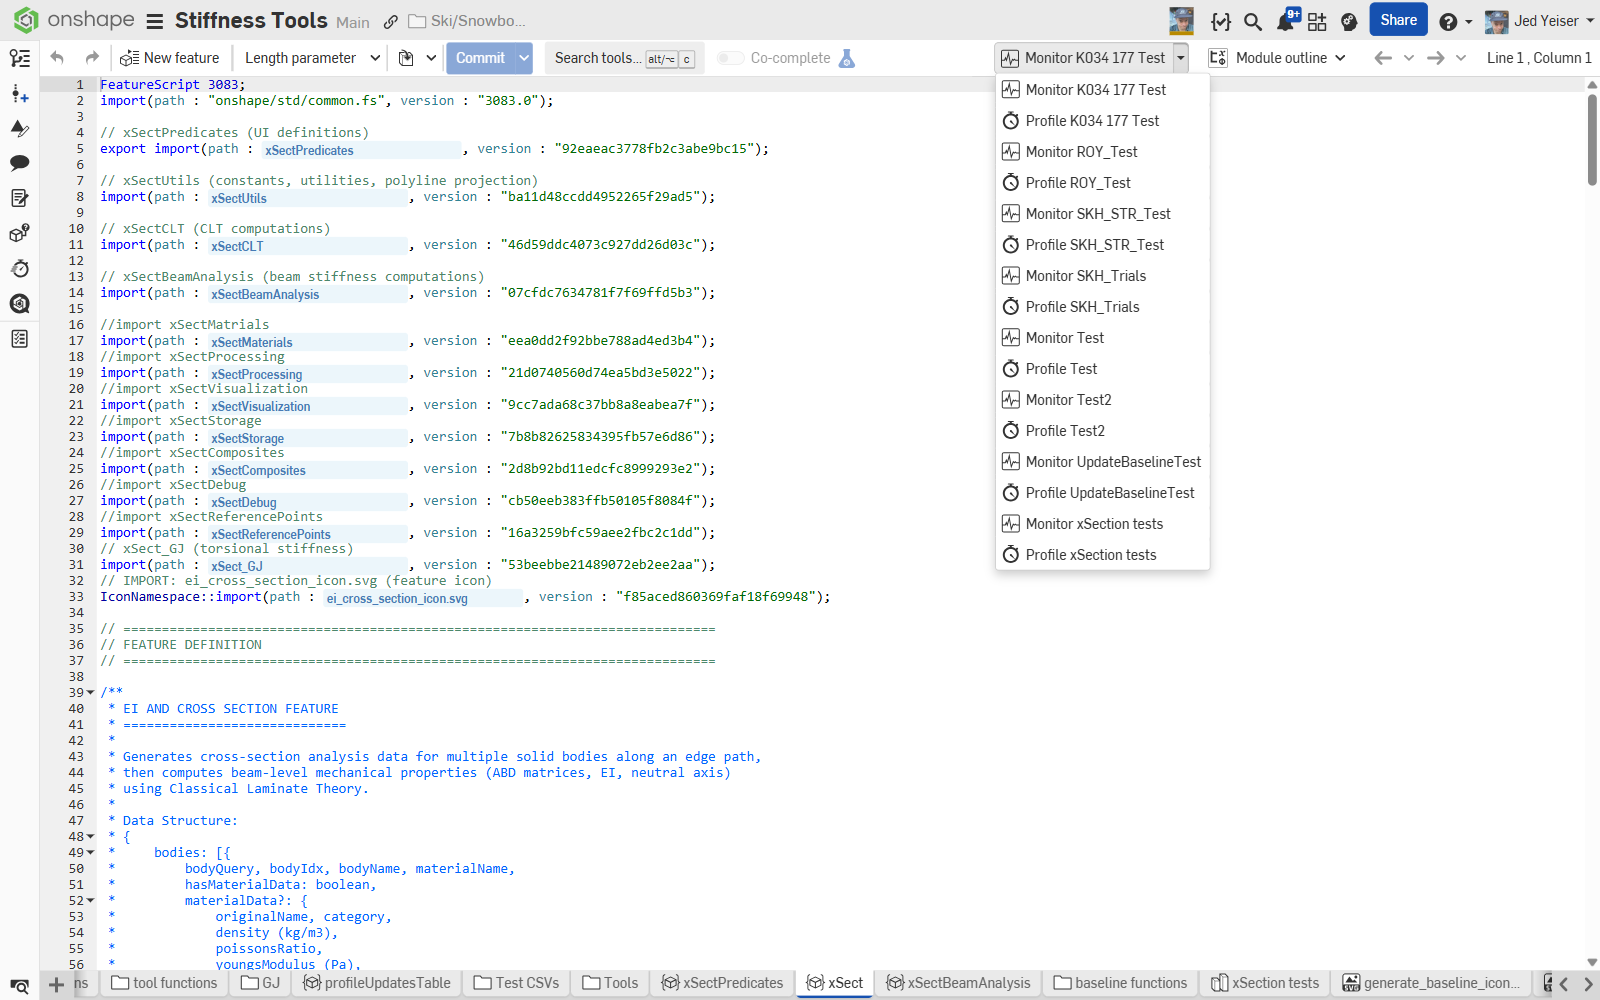 onshape
Stiffness Tools Main Ski/Snowbo...
9+
Share
Jed Yeiser
New feature
Length parameter
Commit
Search tools... alt/⌥ c
Co-complete
Monitor K034 177 Test
Module outline
Line 1 , Column 1
Monitor K034 177 Test
Profile K034 177 Test
Monitor ROY_Test
Profile ROY_Test
Monitor SKH_STR_Test
Profile SKH_STR_Test
Monitor SKH_Trials
Profile SKH_Trials
Monitor Test
Profile Test
Monitor Test2
Profile Test2
Monitor UpdateBaselineTest
Profile UpdateBaselineTest
Monitor xSection tests
Profile xSection tests
1 FeatureScript 3083;
2 import(path : "onshape/std/common.fs", version : "3083.0");
3
4 // xSectPredicates (UI definitions)
5 export import(path : xSectPredicates , version : "92eaeac3778fb2c3abe9bc15");
6
7 // xSectUtils (constants, utilities, polyline projection)
8 import(path : xSectUtils , version : "ba11d48ccdd4952265f29ad5");
9
10 // xSectCLT (CLT computations)
11 import(path : xSectCLT , version : "46d59ddc4073c927dd26d03c");
12
13 // xSectBeamAnalysis (beam stiffness computations)
14 import(path : xSectBeamAnalysis , version : "07cfdc7634781f7f69ffd5b3");
15
16 //import xSectMatrials
17 import(path : xSectMaterials , version : "eea0dd2f92bbe788ad4ed3b4");
18 //import xSectProcessing
19 import(path : xSectProcessing , version : "21d0740560d74ea5bd3e5022");
20 //import xSectVisualization
21 import(path : xSectVisualization , version : "9cc7ada68c37bb8a8eabea7f");
22 //import xSectStorage
23 import(path : xSectStorage , version : "7b8b82625834395fb57e6d86");
24 //import xSectComposites
25 import(path : xSectComposites , version : "2d8b92bd11edcfc8999293e2");
26 //import xSectDebug
27 import(path : xSectDebug , version : "cb50eeb383ffb50105f8084f");
28 //import xSectReferencePoints
29 import(path : xSectReferencePoints , version : "16a3259bfc59aee2fbc2c1dd");
30 // xSect_GJ (torsional stiffness)
31 import(path : xSect_GJ , version : "53beebbe21489072eb2ee2aa");
32 // IMPORT: ei_cross_section_icon.svg (feature icon)
33 IconNamespace::import(path : ei_cross_section_icon.svg , version : "f85aced860369faf18f69948");
34
35 // =============================================================================
36 // FEATURE DEFINITION
37 // =============================================================================
38
39 /**
40 * EI AND CROSS SECTION FEATURE
41 * =============================
42 *
43 * Generates cross-section analysis data for multiple solid bodies along an edge path,
44 * then computes beam-level mechanical properties (ABD matrices, EI, neutral axis)
45 * using Classical Laminate Theory.
46 *
47 * Data Structure:
48 * {
49 * bodies: [{
50 * bodyQuery, bodyIdx, bodyName, materialName,
51 * hasMaterialData: boolean,
52 * materialData?: {
53 * originalName, category,
54 * density (kg/m3),
55 * poissonsRatio,
56 * youngsModulus (Pa),
ns
tool functions
GJ
profileUpdatesTable
Test CSVs
Tools
xSectPredicates
xSect
xSectBeamAnalysis
baseline functions
xSection tests
generate_baseline_icon...